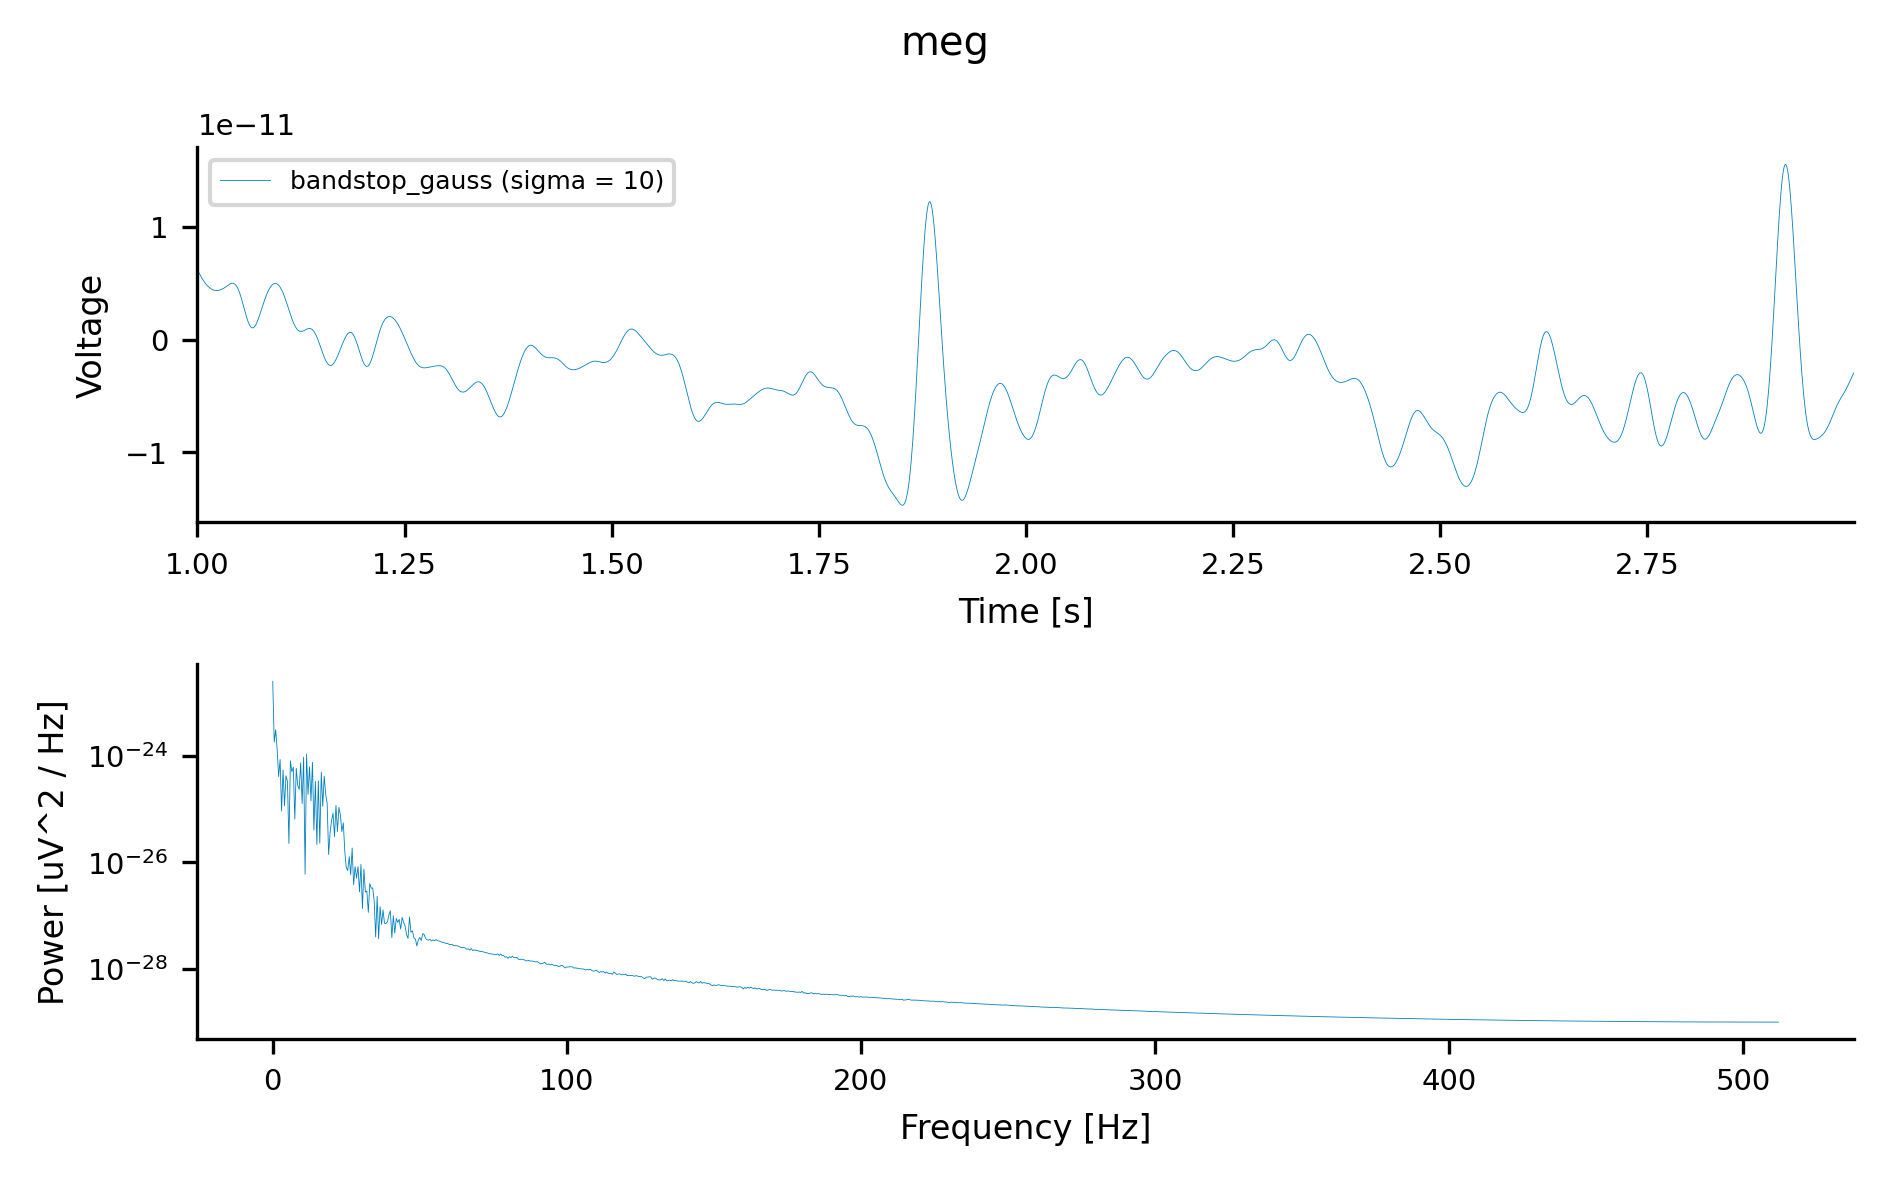 meg
1e−11
bandstop_gauss (sigma = 10)
1
0
−1
Voltage
1.00 1.25 1.50 1.75 2.00 2.25 2.50 2.75
Time [s]
10⁻²⁴
10⁻²⁶
10⁻²⁸
Power [uV^2 / Hz]
0 100 200 300 400 500
Frequency [Hz]